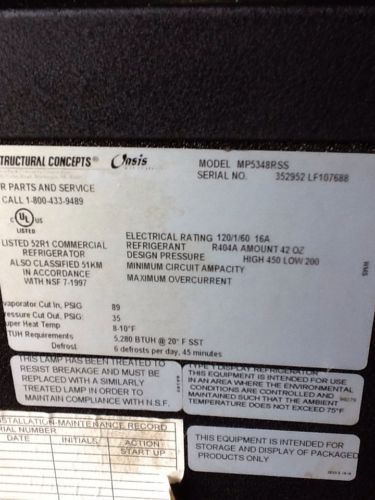 STRUCTURAL CONCEPTS® Oasis
MODEL MP5348RSS
SERIAL NO. 352952 LF107688
R PARTS AND SERVICE
CALL 1-800-433-9489
UL
LISTED 52R1 COMMERCIAL
REFRIGERATOR
ALSO CLASSIFIED 51KM
IN ACCORDANCE
WITH NSF 7-1997
ELECTRICAL RATING 120/1/60 16A
REFRIGERANT R404A AMOUNT 42 OZ
DESIGN PRESSURE HIGH 450 LOW 200
MINIMUM CIRCUIT AMPACITY
MAXIMUM OVERCURRENT
vaporator Cut In, PSIG: 89
ressure Cut Out, PSIG: 35
uper Heat Temp 8-10°F
TUH Requirements 5,280 BTUH @ 20° F SST
Defrost 6 defrosts per day, 45 minutes
THIS LAMP HAS BEEN TREATED TO
RESIST BREAKAGE AND MUST BE
REPLACED WITH A SIMILARLY
TREATED LAMP IN ORDER TO
MAINTAIN COMPLIANCE WITH N.S.F.
TYPE 1 DISPLAY REFRIGERATOR
THIS EQUIPMENT IS INTENDED FOR USE
IN AN AREA WHERE THE ENVIRONMENTAL
CONDITIONS ARE CONTROLLED AND
MAINTAINED SUCH THAT THE AMBIENT
TEMPERATURE DOES NOT EXCEED 75°F
INSTALLATION-MAINTENANCE RECORD
RIAL NUMBER
DATE INITIALS ACTION
START UP
THIS EQUIPMENT IS INTENDED FOR
STORAGE AND DISPLAY OF PACKAGED
PRODUCTS ONLY